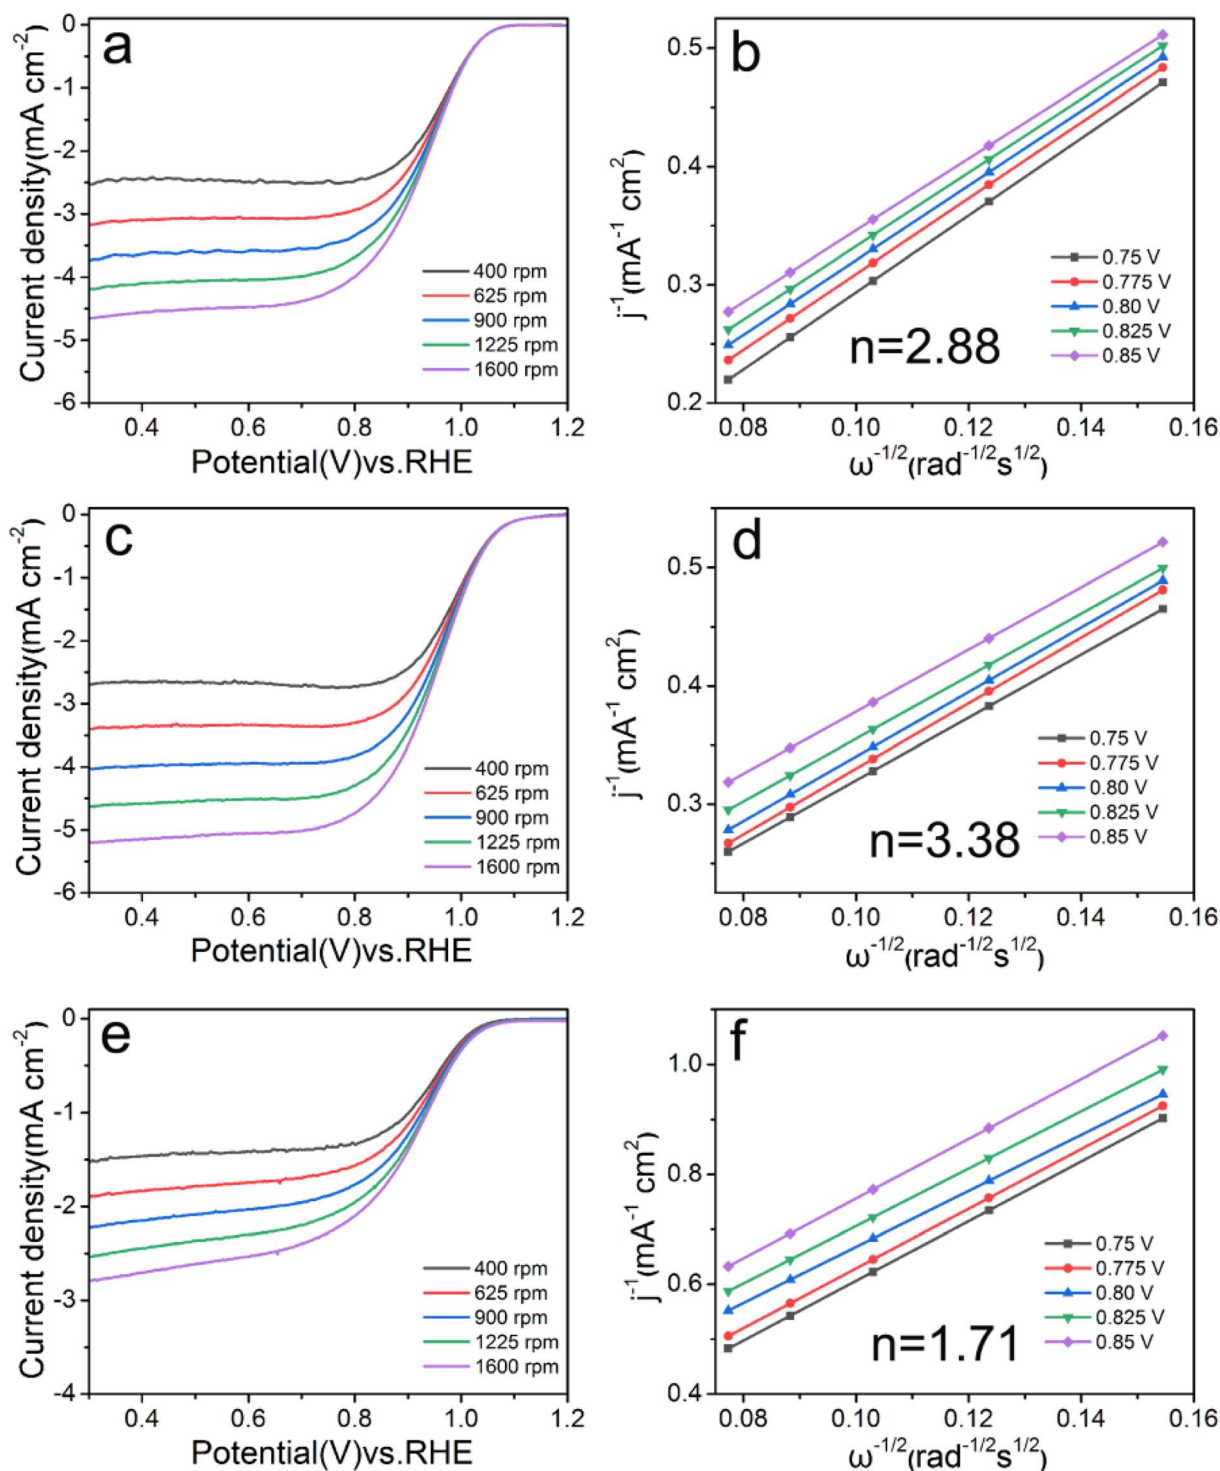 a
Current density(mA cm-2)
0
-1
-2
-3
-4
-5
-6
400 rpm
625 rpm
900 rpm
1225 rpm
1600 rpm
0.4 0.6 0.8 1.0 1.2
Potential(V)vs.RHE
b
j-1(mA-1 cm2)
0.5
0.4
0.3
0.2
0.75 V
0.775 V
0.80 V
0.825 V
0.85 V
n=2.88
0.08 0.10 0.12 0.14 0.16
ω-1/2(rad-1/2s1/2)
c
Current density(mA cm-2)
0
-1
-2
-3
-4
-5
-6
400 rpm
625 rpm
900 rpm
1225 rpm
1600 rpm
0.4 0.6 0.8 1.0 1.2
Potential(V)vs.RHE
d
j-1(mA-1 cm2)
0.5
0.4
0.3
0.75 V
0.775 V
0.80 V
0.825 V
0.85 V
n=3.38
0.08 0.10 0.12 0.14 0.16
ω-1/2(rad-1/2s1/2)
e
Current density(mA cm-2)
0
-1
-2
-3
-4
400 rpm
625 rpm
900 rpm
1225 rpm
1600 rpm
0.4 0.6 0.8 1.0 1.2
Potential(V)vs.RHE
f
j-1(mA-1 cm2)
1.0
0.8
0.6
0.4
0.75 V
0.775 V
0.80 V
0.825 V
0.85 V
n=1.71
0.08 0.10 0.12 0.14 0.16
ω-1/2(rad-1/2s1/2)